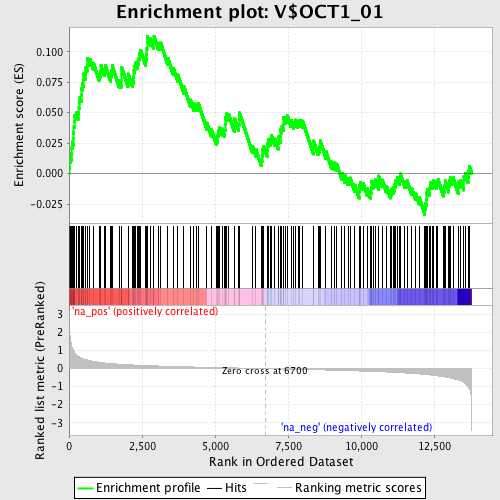 Enrichment plot: V$OCT1_01
Enrichment score (ES)
0.100
0.075
0.050
0.025
0.000
-0.025
'na_pos' (positively correlated)
Ranked list metric (PreRanked)
3
2
1
0
-1
-2
-3
Zero cross at 6700
'na_neg' (negatively correlated)
0
2,500
5,000
7,500
10,000
12,500
Rank in Ordered Dataset
Enrichment profile
Hits
Ranking metric scores